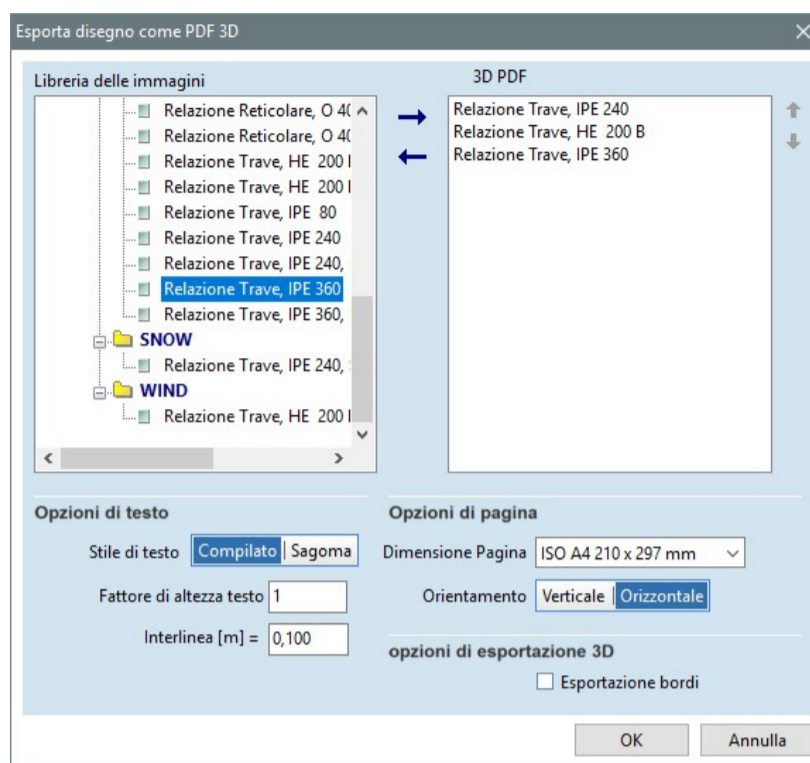 Esporta disegno come PDF 3D
Libreria delle immagini
Relazione Reticolare, O 40
Relazione Reticolare, O 40
Relazione Trave, HE 200
Relazione Trave, HE 200
Relazione Trave, IPE 80
Relazione Trave, IPE 240
Relazione Trave, IPE 240,
Relazione Trave, IPE 360
Relazione Trave, IPE 360,
SNOW
Relazione Trave, IPE 240,
WIND
Relazione Trave, HE 200
3D PDF
Relazione Trave, IPE 240
Relazione Trave, HE 200 B
Relazione Trave, IPE 360
Opzioni di testo
Stile di testo Compilato Sagoma
Fattore di altezza testo 1
Interlinea [m] = 0,100
Opzioni di pagina
Dimensione Pagina ISO A4 210 x 297 mm
Orientamento Verticale Orizzontale
opzioni di esportazione 3D
Esportazione bordi
OK Annulla